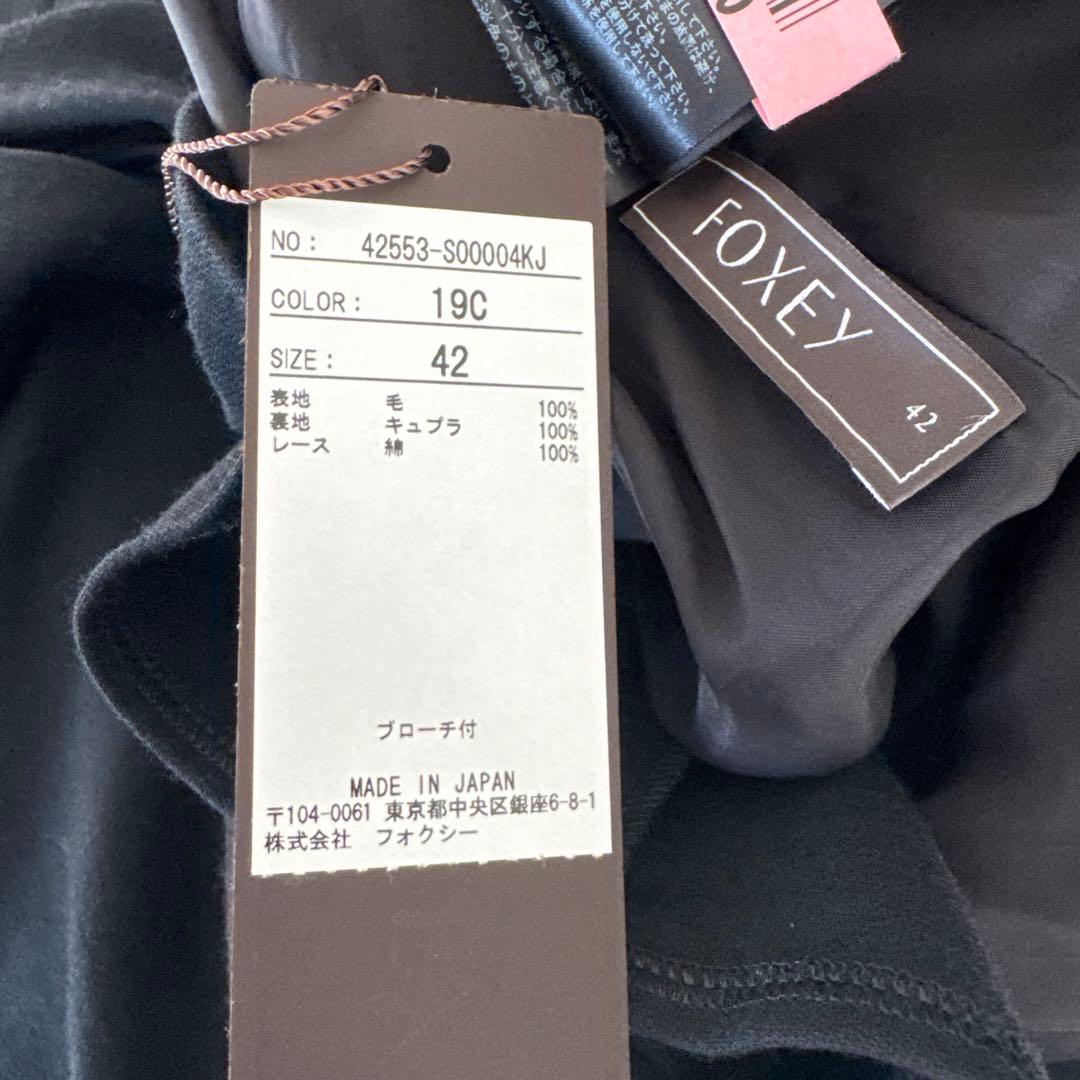 NO: 42553-S00004KJ
COLOR: 19C
SIZE: 42
表地 毛 100%
裏地 キュプラ 100%
レース 綿 100%
ブローチ付
MADE IN JAPAN
〒104-0061 東京都中央区銀座6-8-1
株式会社 フォクシー
FOXEY
42